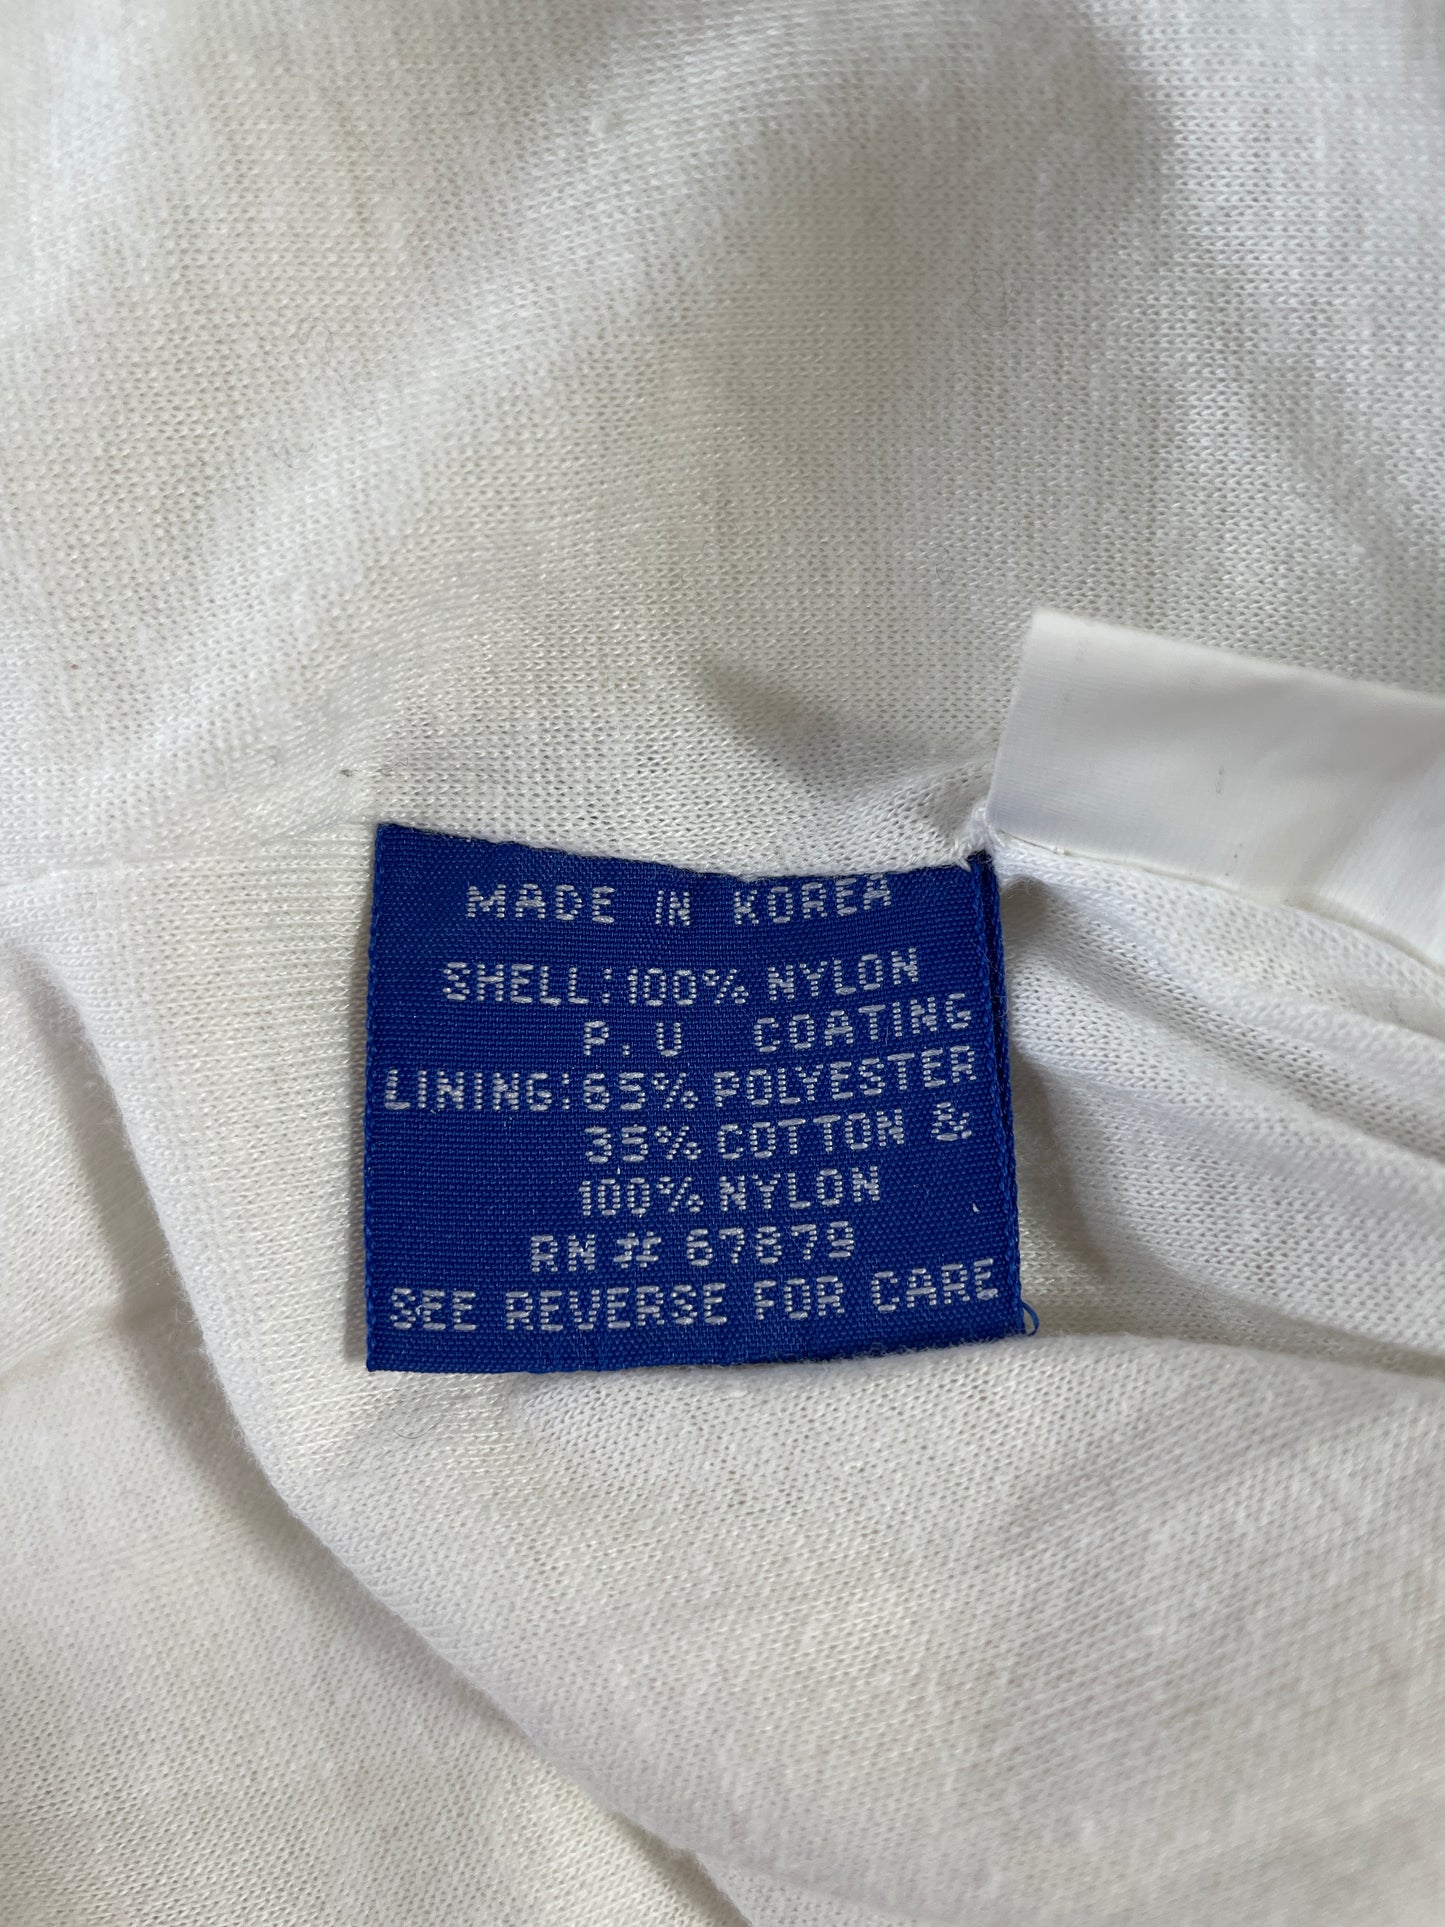 MADE IN KOREA
SHELL:100% NYLON
P.U COATING
LINING:65% POLYESTER
35% COTTON &
100% NYLON
RN # 67879
SEE REVERSE FOR CARE